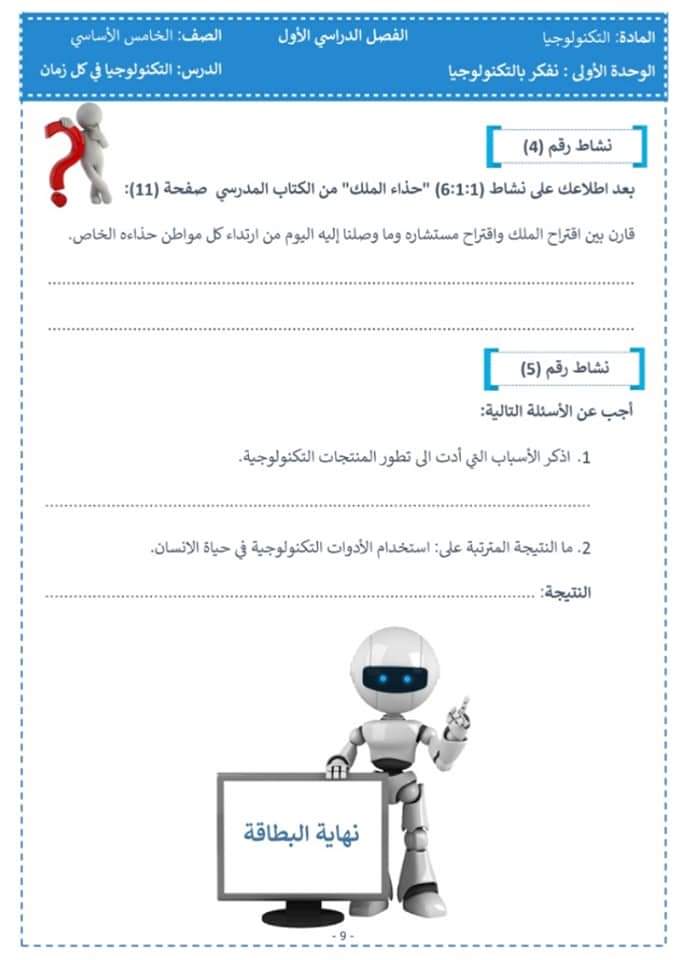 المادة: التكنولوجيا الفصل الدراسي الأول الصف: الخامس الأساسي
الوحدة الأولى : نفكر بالتكنولوجيا الدرس: التكنولوجيا في كل زمان
نشاط رقم (4)
بعد اطلاعك على نشاط (6:1:1) "حذاء الملك" من الكتاب المدرسي صفحة (11):
قارن بين اقتراح الملك واقتراح مستشاره وما وصلنا إليه اليوم من ارتداء كل مواطن حذاءه الخاص.
نشاط رقم (5)
أجب عن الأسئلة التالية:
1. اذكر الأسباب التي أدت الى تطور المنتجات التكنولوجية.
2. ما النتيجة المترتبة على: استخدام الأدوات التكنولوجية في حياة الانسان.
النتيجة:
نهاية البطاقة
- 9 -